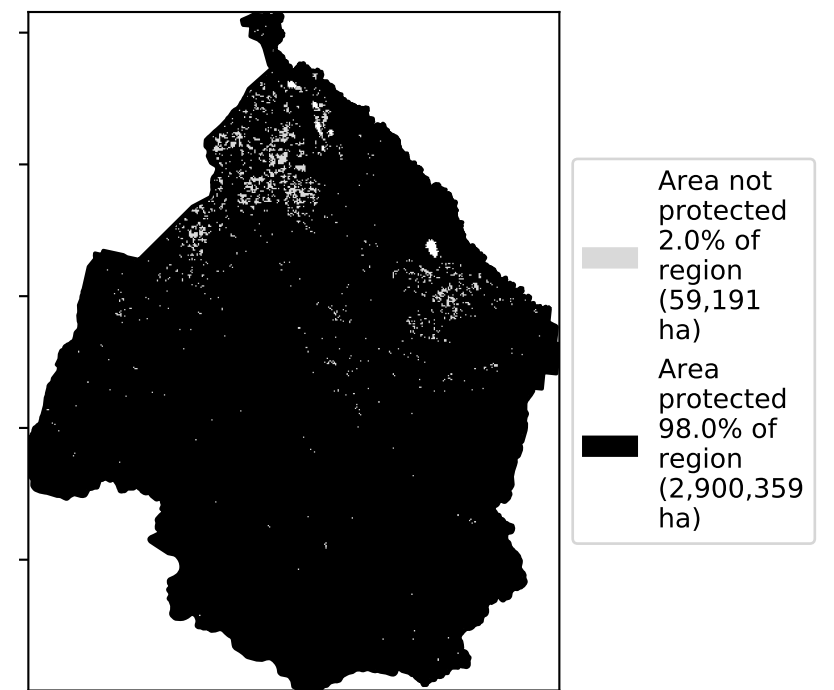 Area not
protected
2.0% of
region
(59,191
ha)
Area
protected
98.0% of
region
(2,900,359
ha)